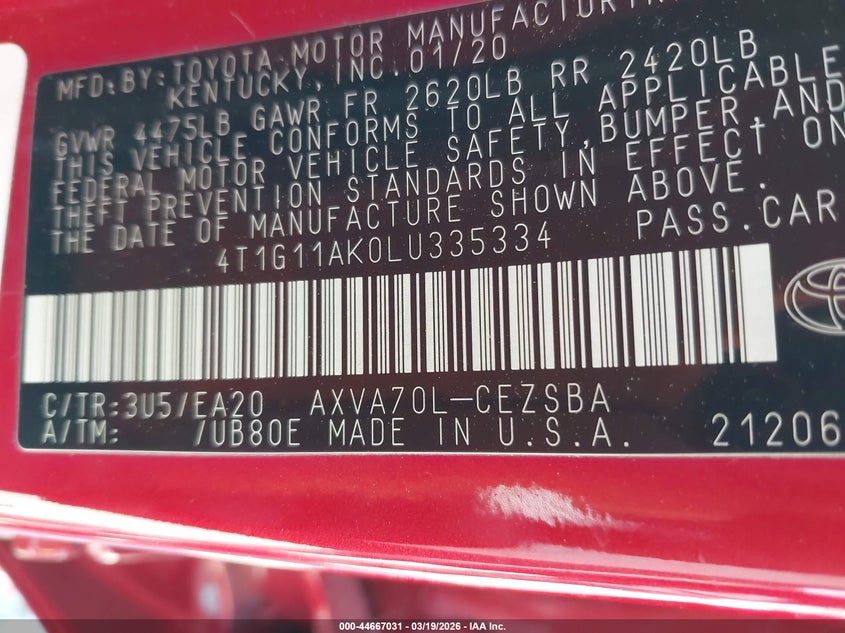 MFD. BY: TOYOTA MOTOR MANUFACTURI
KENTUCKY, INC. 01/20
GVWR 4475LB GAWR FR 2620LB RR 2420LB
THIS VEHICLE CONFORMS TO ALL APPLICABLE
FEDERAL MOTOR VEHICLE SAFETY, BUMPER, AND
THEFT PREVENTION STANDARDS IN EFFECT ON
THE DATE OF MANUFACTURE SHOWN ABOVE.
4T1G11AK0LU335334 PASS. CAR
C/TR: 3U5/EA20 AXVA70L-CEZSBA
A/TM: /UB80E MADE IN U.S.A. 21206
000-44667031 | 03/19/2026 - IAA Inc.